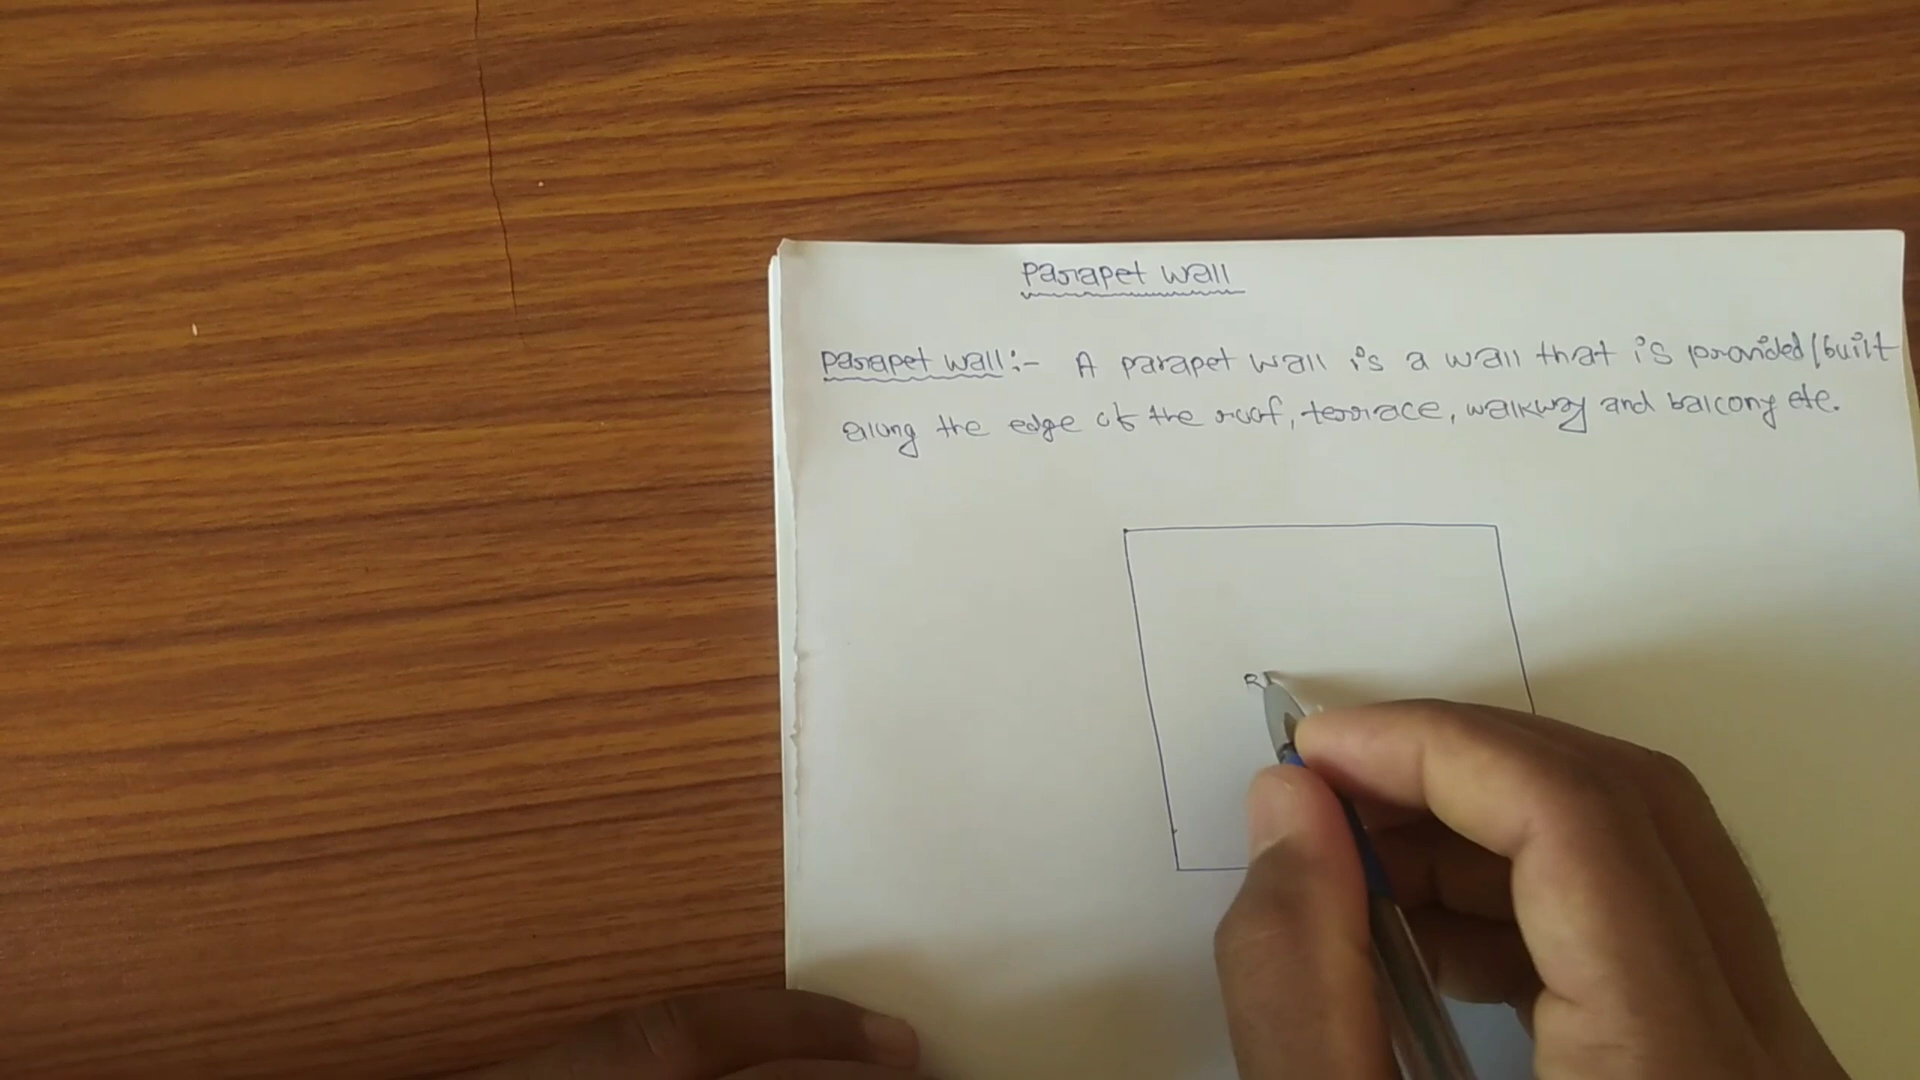 Parapet wall
Parapet wall:- A parapet wall is a wall that is provided/built
along the edge of the roof, terrace, walkway and balcony etc.
R